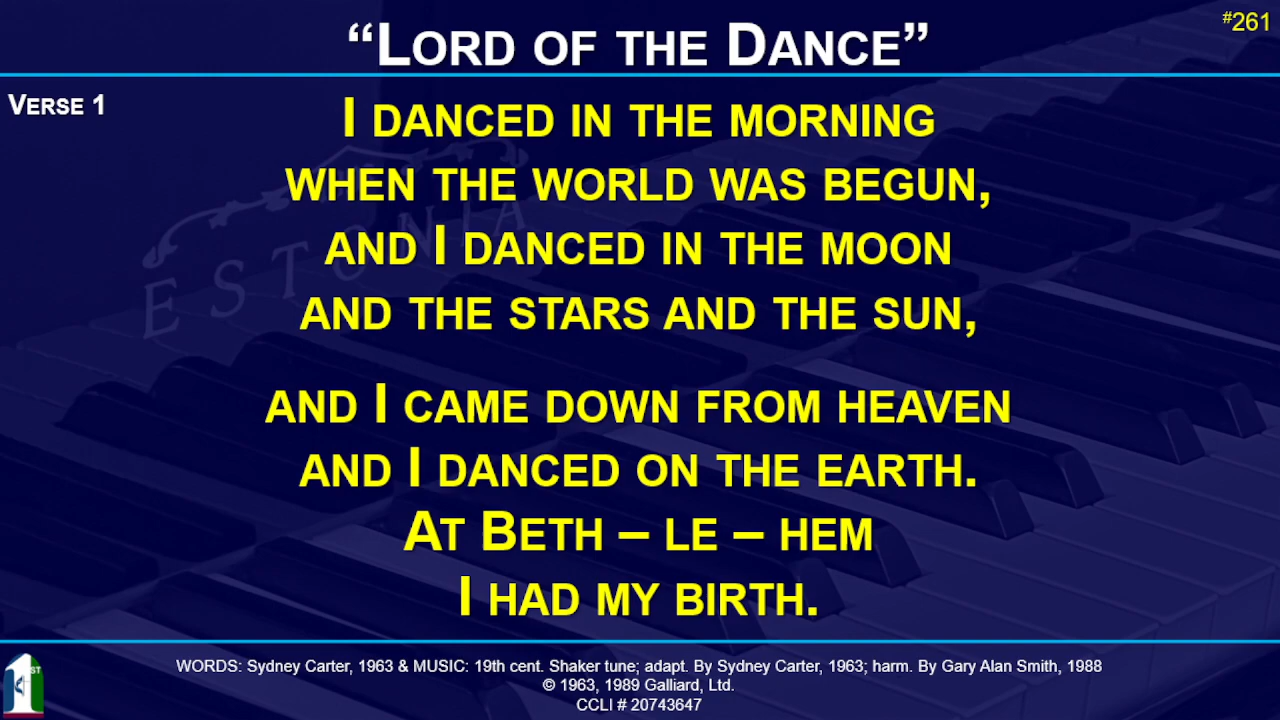 “Lord of the Dance”
#261
Verse 1
I danced in the morning
when the world was begun,
and I danced in the moon
and the stars and the sun,
and I came down from heaven
and I danced on the earth.
At Beth – le – hem
I had my birth.
ESTONIA
WORDS: Sydney Carter, 1963 & MUSIC: 19th cent. Shaker tune; adapt. By Sydney Carter, 1963; harm. By Gary Alan Smith, 1988
© 1963, 1989 Galliard, Ltd.
CCLI # 20743647
1ST